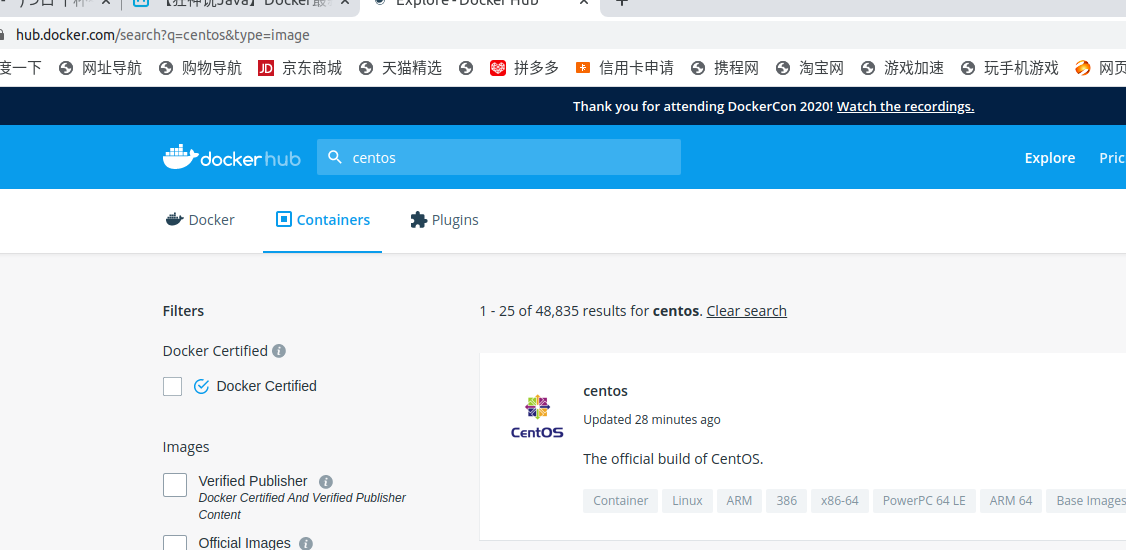 【狂神说Java】Docker最
Explore - Docker Hub
hub.docker.com/search?q=centos&type=image
度一下 网址导航 购物导航 JD 京东商城 天猫精选 拼多多 信用卡申请 携程网 淘宝网 游戏加速 玩手机游戏 网页
Thank you for attending DockerCon 2020! Watch the recordings.
docker hub centos Explore Pric
Docker Containers Plugins
Filters
1 - 25 of 48,835 results for centos. Clear search
Docker Certified
Docker Certified
centos
Updated 28 minutes ago
CentOS
The official build of CentOS.
Images
Verified Publisher
Docker Certified And Verified Publisher
Content
Container Linux ARM 386 x86-64 PowerPC 64 LE ARM 64 Base Images
Official Images